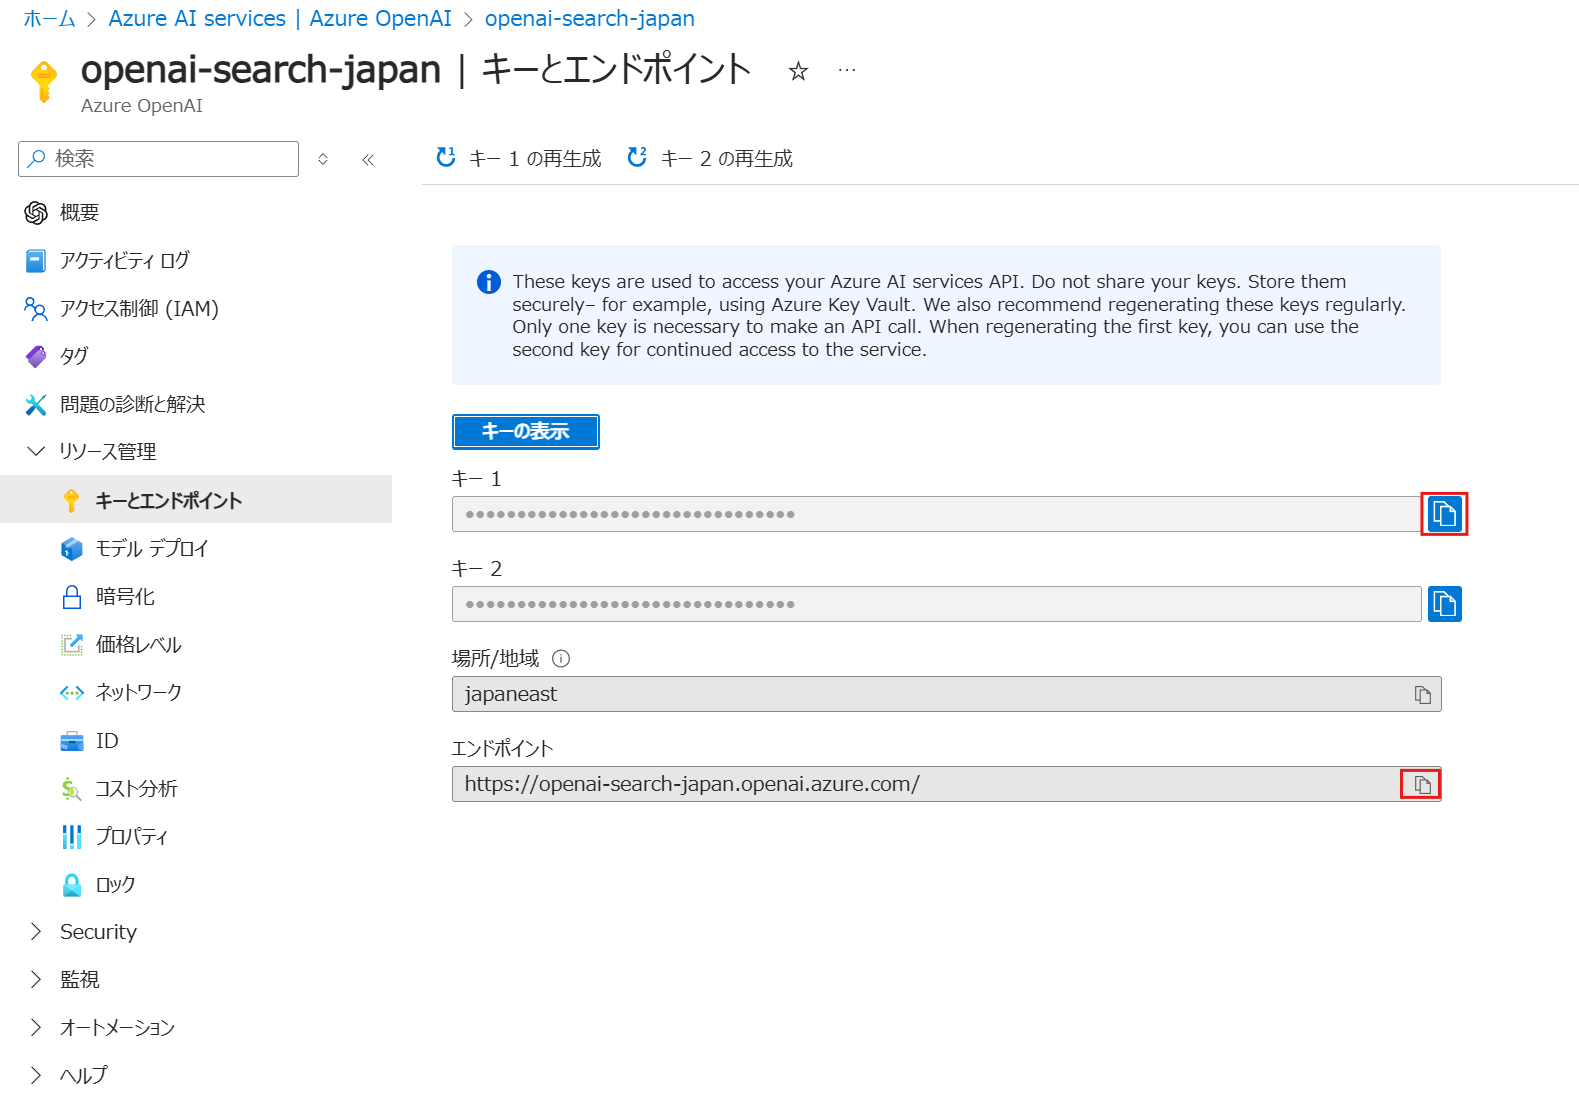 ホーム > Azure AI services | Azure OpenAI > openai-search-japan
openai-search-japan | キーとエンドポイント
Azure OpenAI
検索
キー 1 の再生成
キー 2 の再生成
概要
アクティビティ ログ
アクセス制御 (IAM)
タグ
問題の診断と解決
リソース管理
キーとエンドポイント
モデル デプロイ
暗号化
価格レベル
ネットワーク
ID
コスト分析
プロパティ
ロック
Security
監視
オートメーション
ヘルプ
These keys are used to access your Azure AI services API. Do not share your keys. Store them
securely– for example, using Azure Key Vault. We also recommend regenerating these keys regularly.
Only one key is necessary to make an API call. When regenerating the first key, you can use the
second key for continued access to the service.
キーの表示
キー 1
••••••••••••••••••••••••••••••••
キー 2
••••••••••••••••••••••••••••••••
場所/地域
japaneast
エンドポイント
https://openai-search-japan.openai.azure.com/